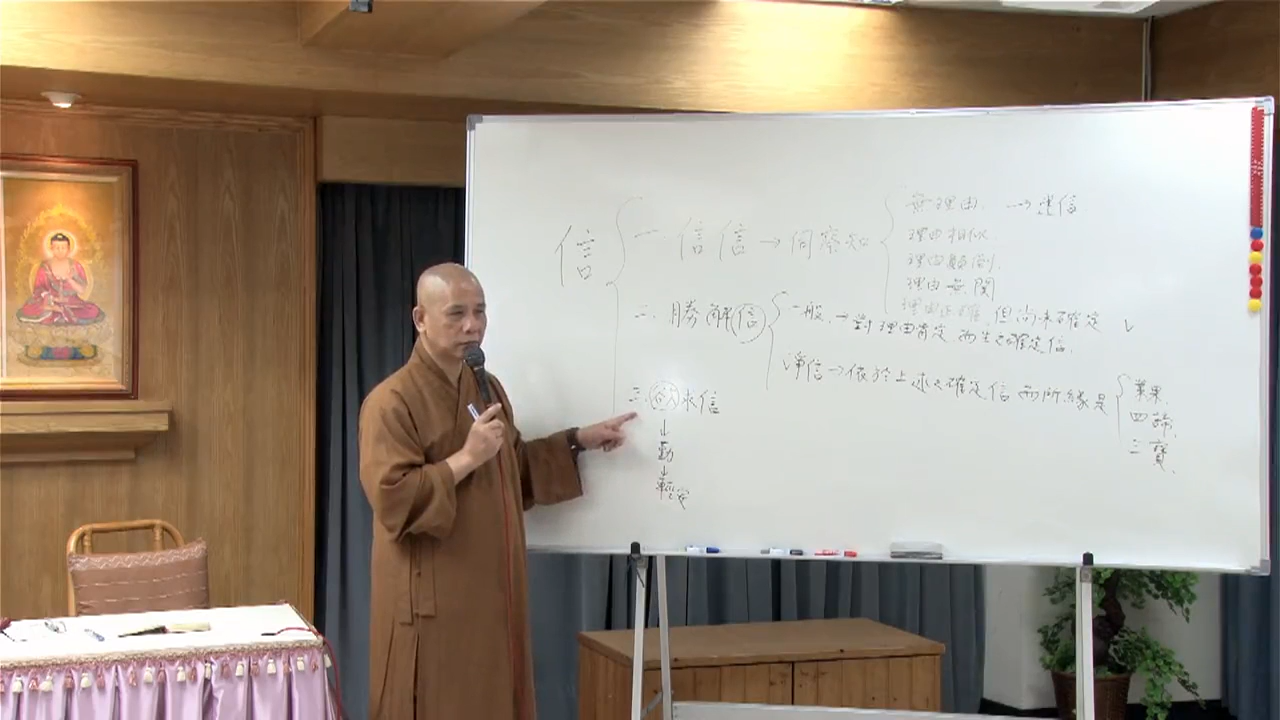 信
一、信信→伺察知
無理由 →迷信
理由相似
理由顛倒
理由無関
理由正確,但尚未確定 ✓
二、勝解信
一般→對理由肯定而生之確定信
淨信→依於上述之確定信而所緣是
業果
四諦
三寶
三、欲求信
↓
勤
↓
輕安